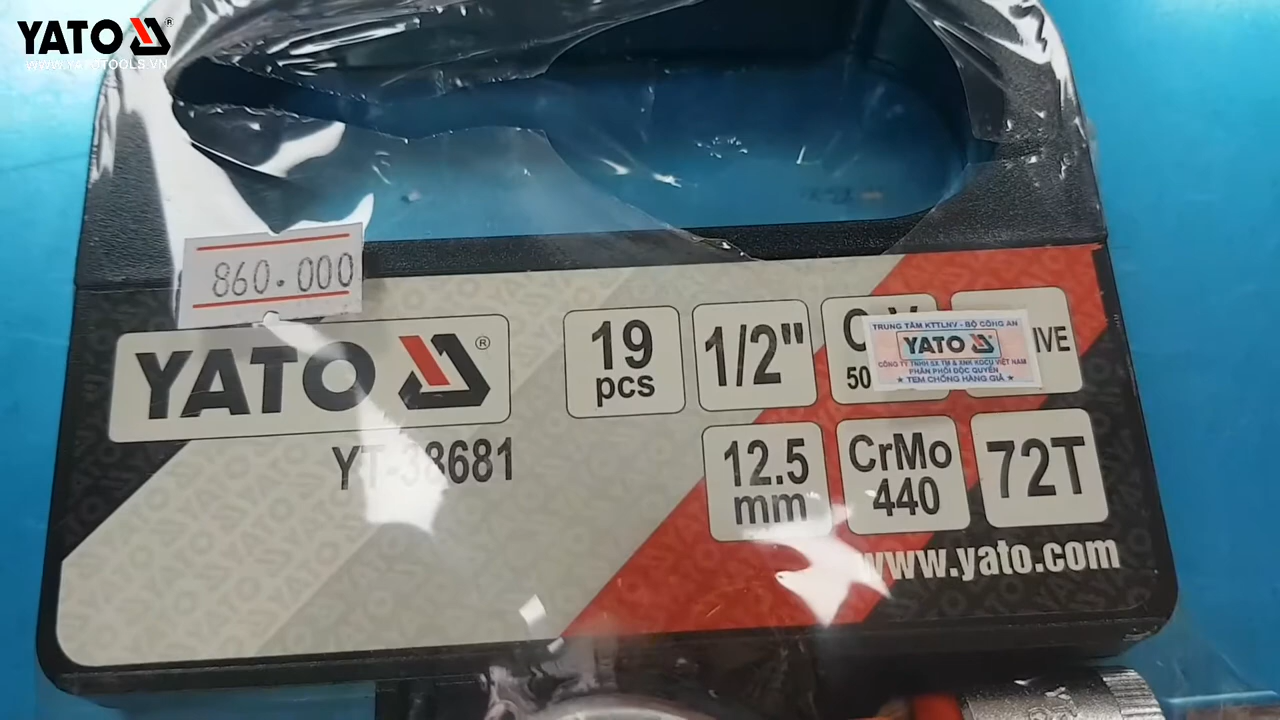 YATO ®
WWW.YATOTOOLS.VN
860.000
YATO ®
YT-38681
19
pcs
1/2"
50
TRUNG TÂM KTTLNV - BỘ CÔNG AN
YATO
CÔNG TY TNHH SX TM & XNK KDCU VIỆT NAM
PHÂN PHỐI ĐỘC QUYỀN
★ TEM CHỐNG HÀNG GIẢ ★
12.5
mm
CrMo
440
72T
www.yato.com